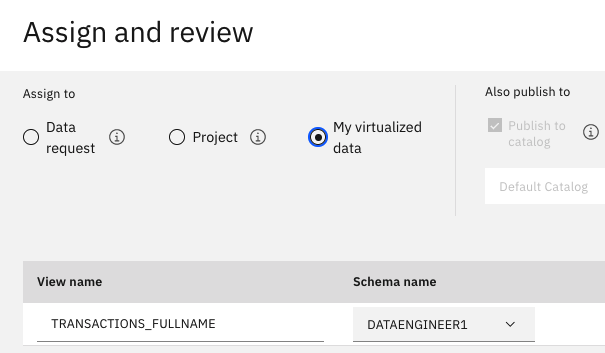 Assign and review
Assign to
Data
request
Project
My virtualized
data
Also publish to
Publish to
catalog
Default Catalog
View name
Schema name
TRANSACTIONS_FULLNAME
DATAENGINEER1